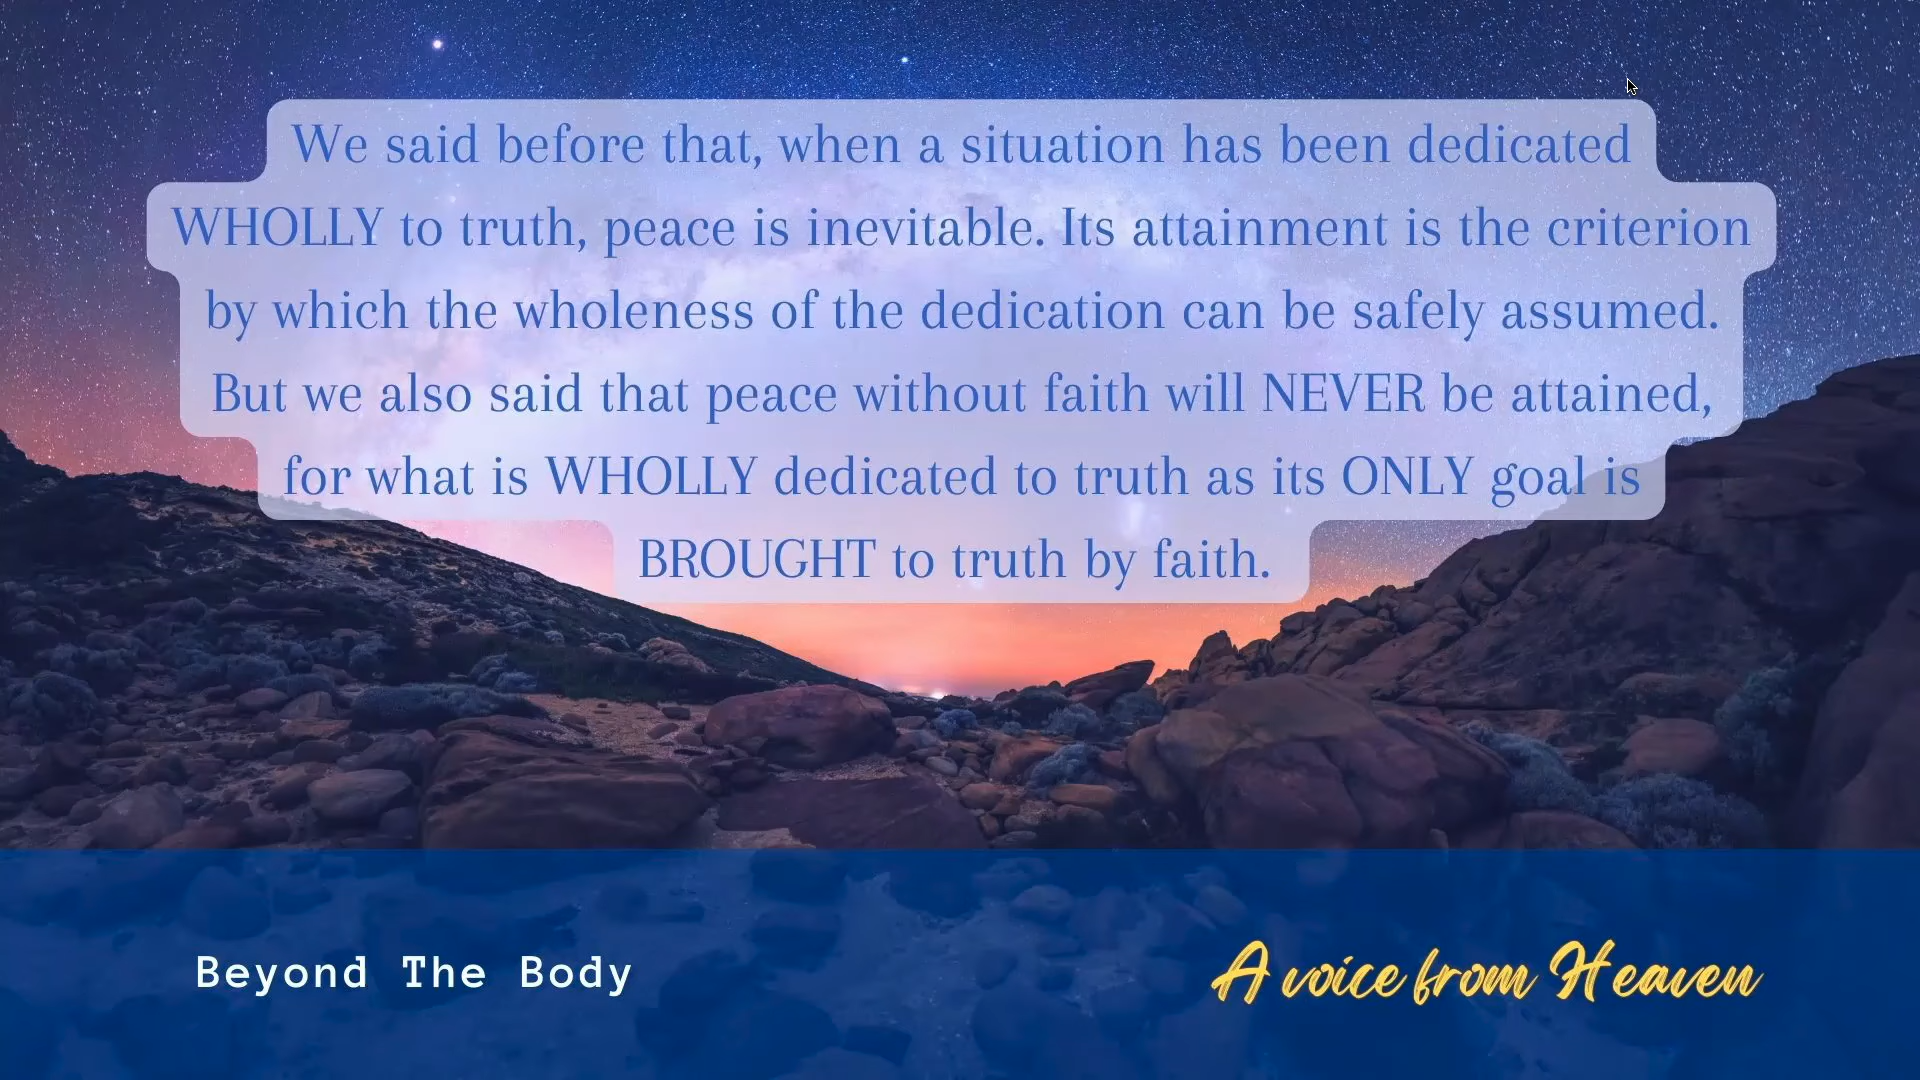 We said before that, when a situation has been dedicated
WHOLLY to truth, peace is inevitable. Its attainment is the criterion
by which the wholeness of the dedication can be safely assumed.
But we also said that peace without faith will NEVER be attained,
for what is WHOLLY dedicated to truth as its ONLY goal is
BROUGHT to truth by faith.
Beyond The Body
A voice from Heaven